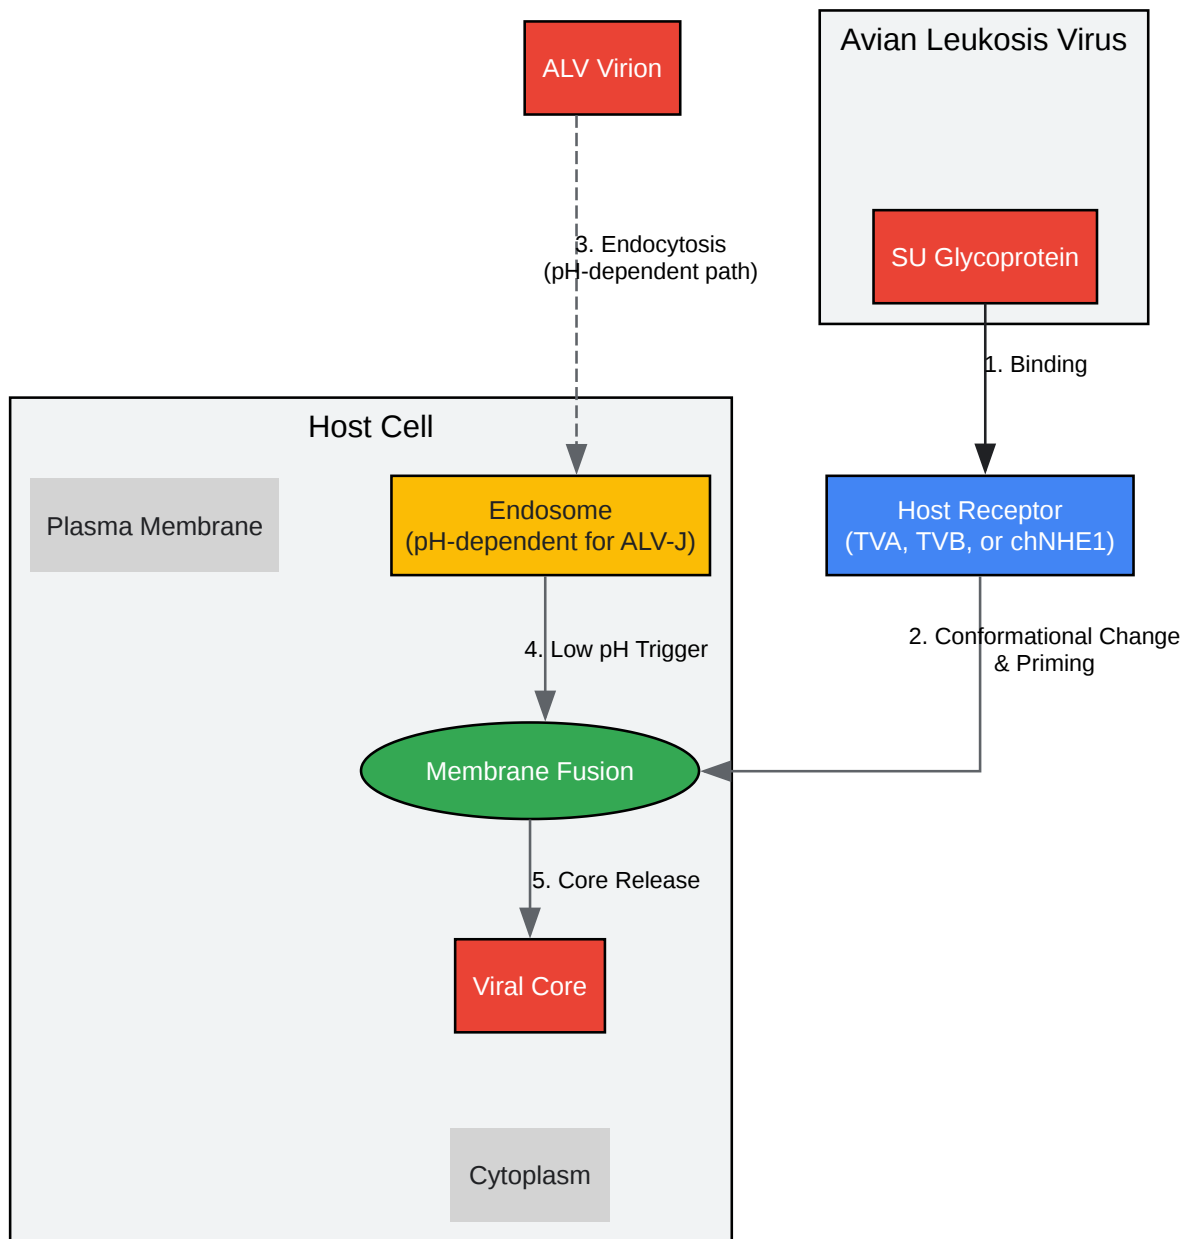 ALV Virion
Avian Leukosis Virus
SU Glycoprotein
3. Endocytosis
(pH-dependent path)
1. Binding
Host Cell
Plasma Membrane
Endosome
(pH-dependent for ALV-J)
Host Receptor
(TVA, TVB, or chNHE1)
4. Low pH Trigger
2. Conformational Change
& Priming
Membrane Fusion
5. Core Release
Viral Core
Cytoplasm